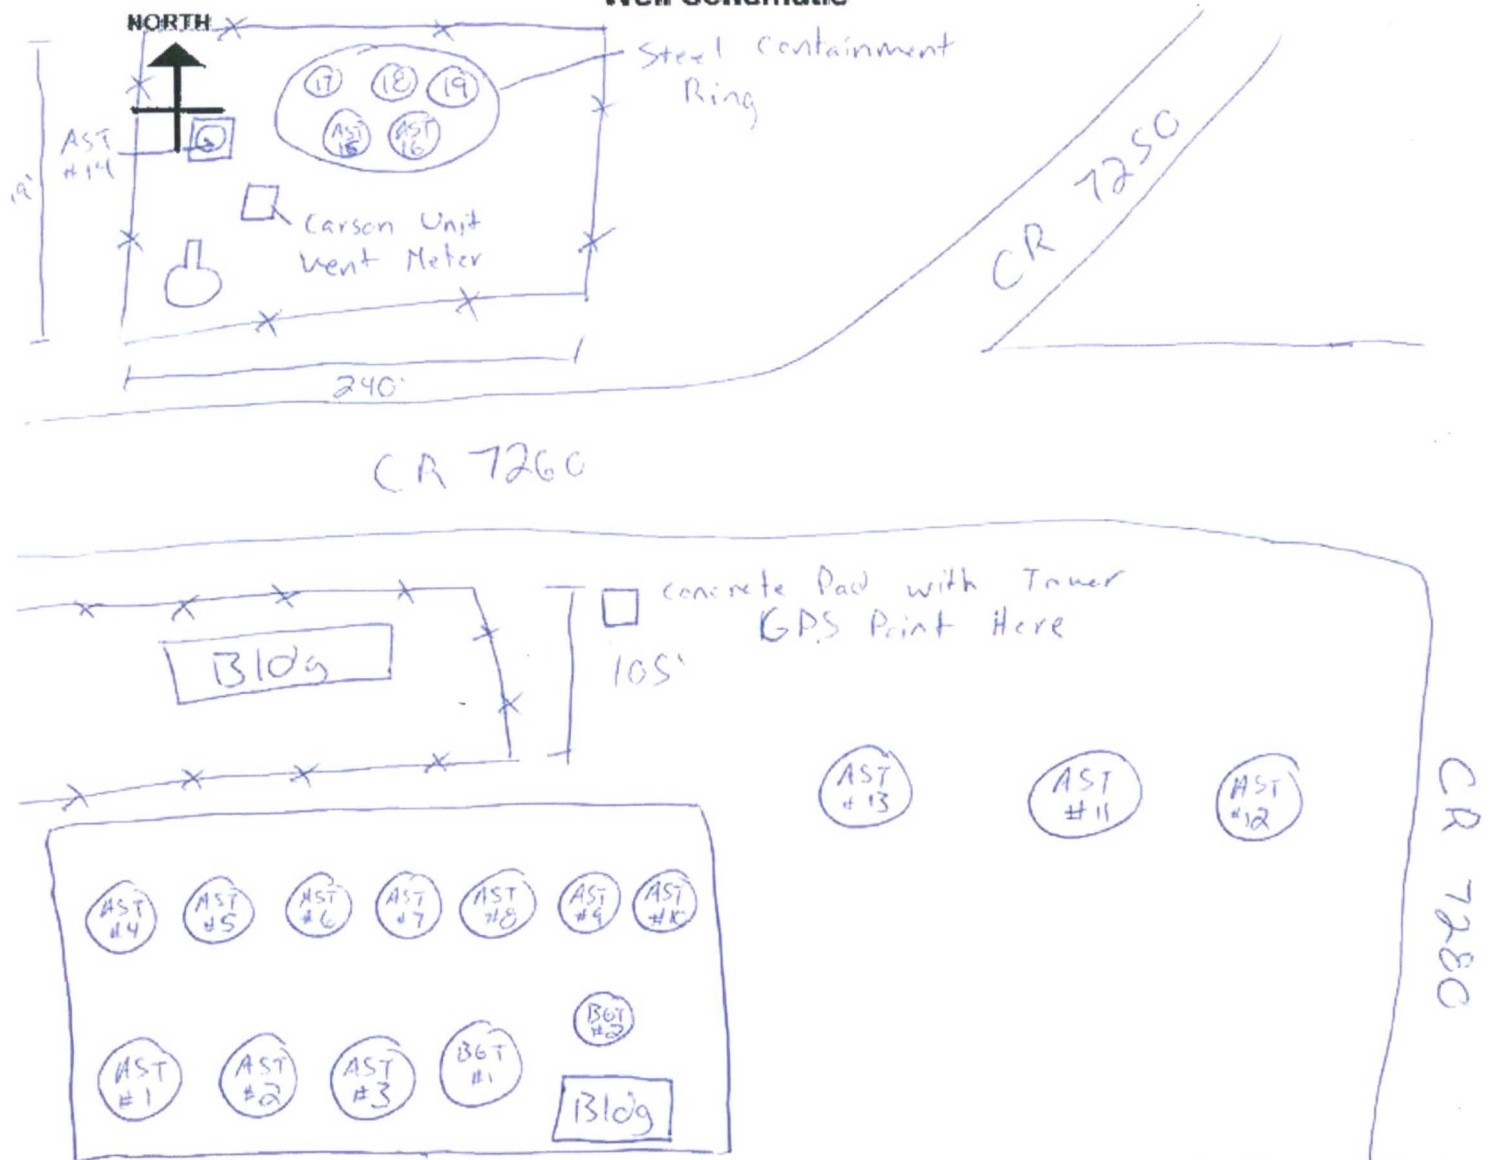 Well Schematic
NORTH
Steel Containment
Ring
17
18
19
AST
15
AST
16
AST
#14
Carson Unit
Vent Meter
240'
CR 7250
CR 7260
Concrete Pad with Tower
GPS Point Here
105'
Bldg
AST
#13
AST
#11
AST
#12
CR 7280
AST
#4
AST
#5
AST
#6
AST
#7
AST
#8
AST
#9
AST
#10
BGT
#2
AST
#1
AST
#2
AST
#3
BGT
#1
Bldg